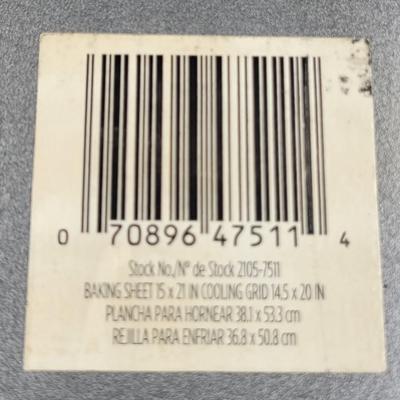 0 70896 47511 4
Stock No./Nº de Stock 2105-7511
BAKING SHEET 15 x 21 IN COOLING GRID 14.5 x 20 IN
PLANCHA PARA HORNEAR 38.1 x 53.3 cm
REJILLA PARA ENFRIAR 36.8 x 50.8 cm